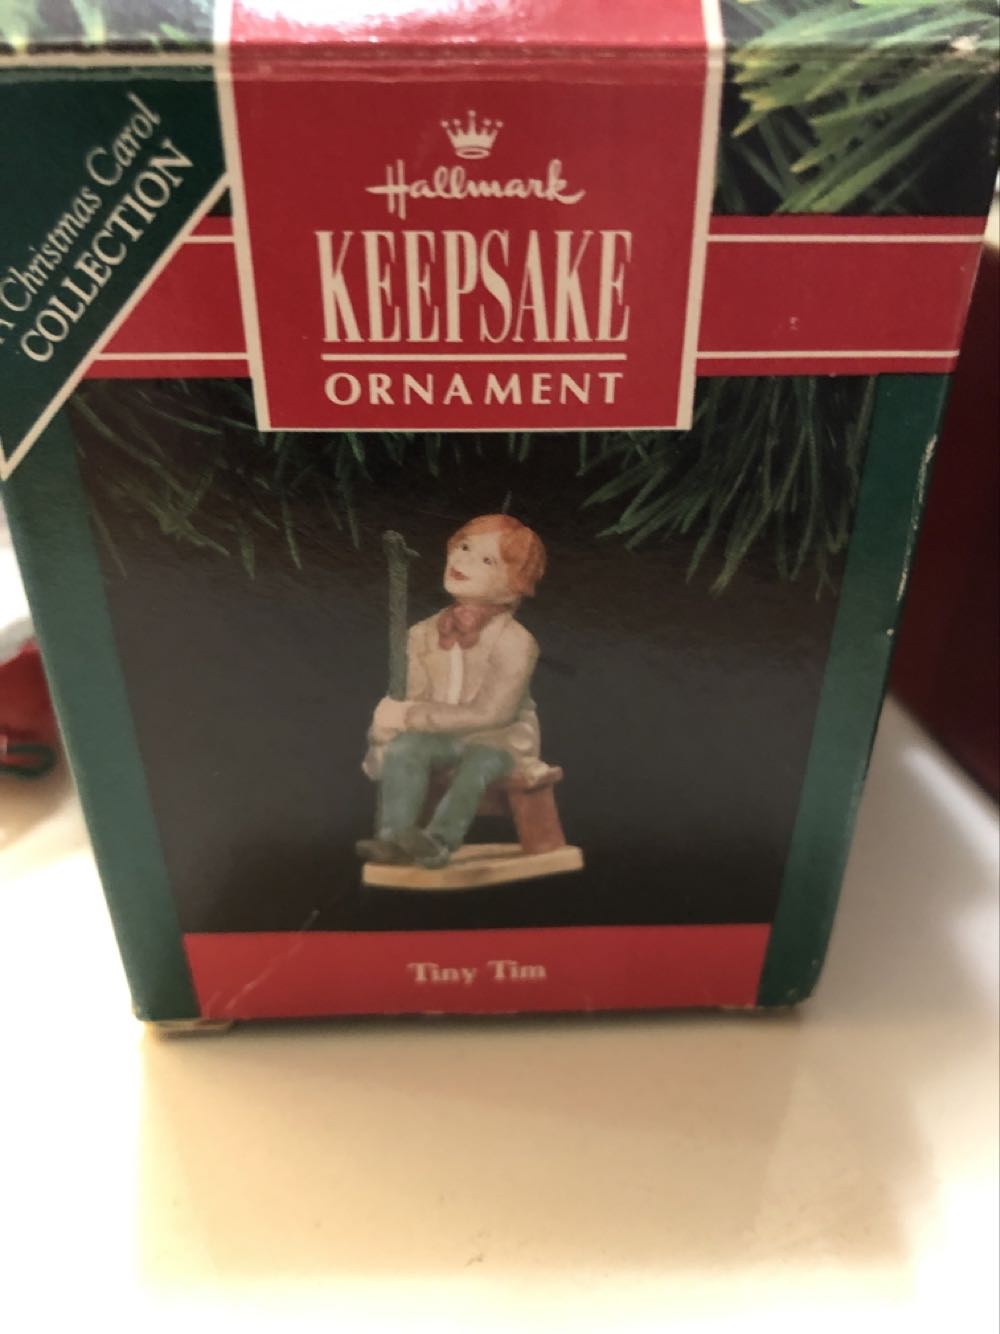 A Christmas Carol
COLLECTION
Hallmark
KEEPSAKE
ORNAMENT
Tiny Tim